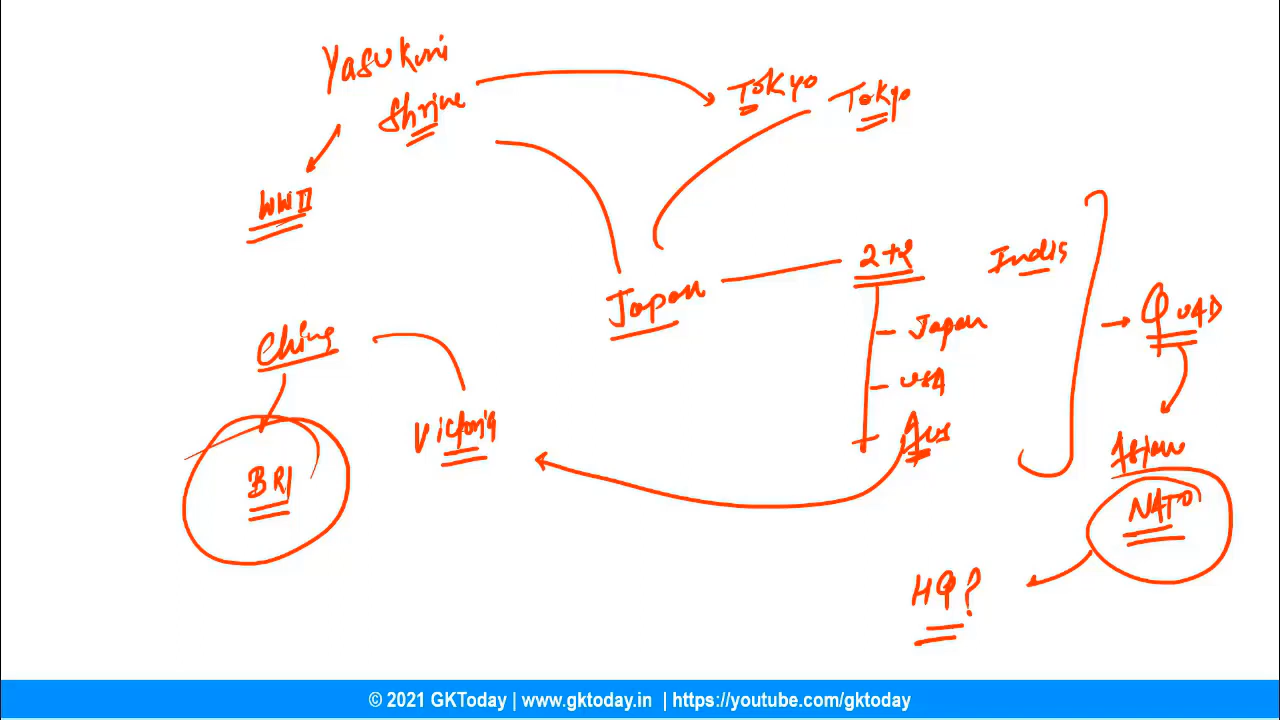 Yasukuni
Shrine
Tokyo Tokyo
WWII
Japan
2+2
India
Japan
USA
Aus
QUAD
China
Victoria
BRI
Asian
NATO
HQ?
© 2021 GKToday | www.gktoday.in | https://youtube.com/gktoday